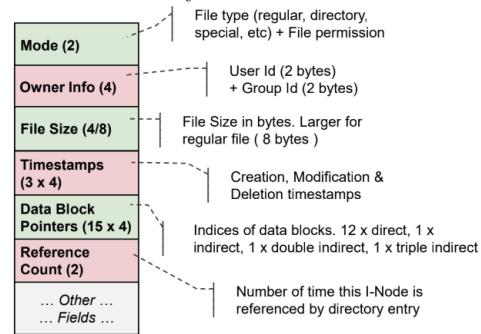 File type (regular, directory,
special, etc) + File permission
Mode (2)
User Id (2 bytes)
+ Group Id (2 bytes)
Owner Info (4)
File Size in bytes. Larger for
regular file ( 8 bytes )
File Size (4/8)
Timestamps
(3 x 4)
Creation, Modification &
Deletion timestamps
Data Block
Pointers (15 x 4)
Indices of data blocks. 12 x direct, 1 x
indirect, 1 x double indirect, 1 x triple indirect
Reference
Count (2)
Number of time this I-Node is
referenced by directory entry
... Other ...
... Fields ...